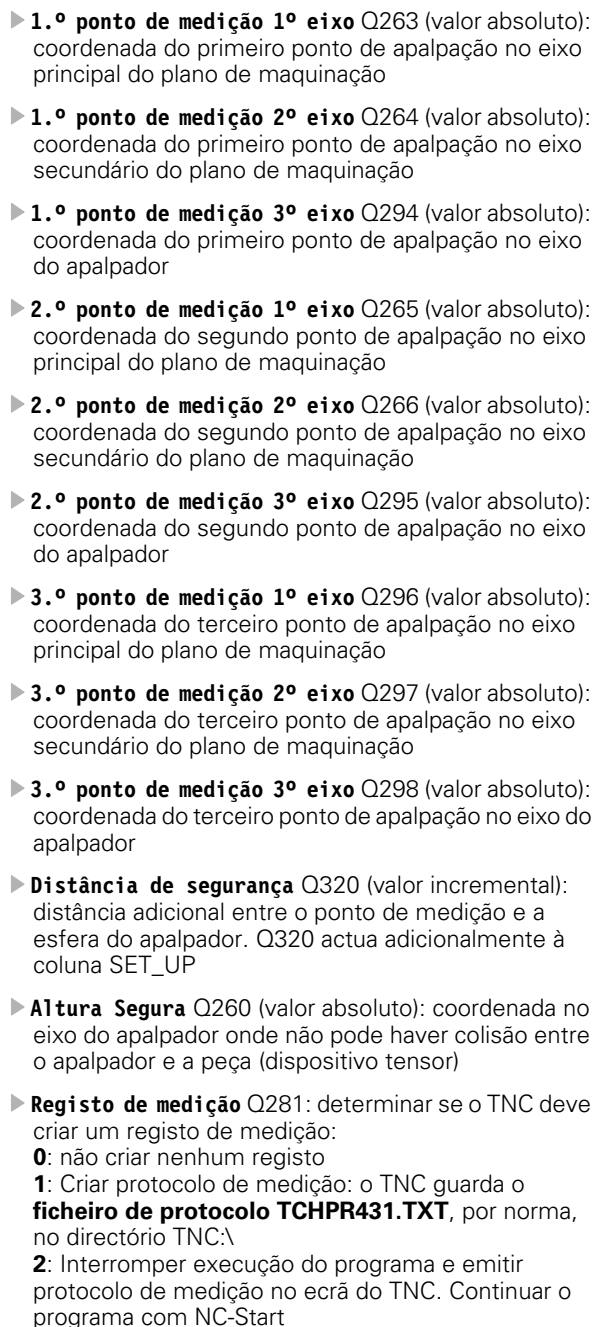 1.º ponto de medição 1º eixo Q263 (valor absoluto):
coordenada do primeiro ponto de apalpação no eixo
principal do plano de maquinação
1.º ponto de medição 2º eixo Q264 (valor absoluto):
coordenada do primeiro ponto de apalpação no eixo
secundário do plano de maquinação
1.º ponto de medição 3º eixo Q294 (valor absoluto):
coordenada do primeiro ponto de apalpação no eixo
do apalpador
2.º ponto de medição 1º eixo Q265 (valor absoluto):
coordenada do segundo ponto de apalpação no eixo
principal do plano de maquinação
2.º ponto de medição 2º eixo Q266 (valor absoluto):
coordenada do segundo ponto de apalpação no eixo
secundário do plano de maquinação
2.º ponto de medição 3º eixo Q295 (valor absoluto):
coordenada do segundo ponto de apalpação no eixo
do apalpador
3.º ponto de medição 1º eixo Q296 (valor absoluto):
coordenada do terceiro ponto de apalpação no eixo
principal do plano de maquinação
3.º ponto de medição 2º eixo Q297 (valor absoluto):
coordenada do terceiro ponto de apalpação no eixo
secundário do plano de maquinação
3.º ponto de medição 3º eixo Q298 (valor absoluto):
coordenada do terceiro ponto de apalpação no eixo do
apalpador
Distância de segurança Q320 (valor incremental):
distância adicional entre o ponto de medição e a
esfera do apalpador. Q320 actua adicionalmente à
coluna SET_UP
Altura Segura Q260 (valor absoluto): coordenada no
eixo do apalpador onde não pode haver colisão entre
o apalpador e a peça (dispositivo tensor)
Registo de medição Q281: determinar se o TNC deve
criar um registo de medição:
0: não criar nenhum registo
1: Criar protocolo de medição: o TNC guarda o
ficheiro de protocolo TCHPR431.TXT, por norma,
no directório TNC:\
2: Interromper execução do programa e emitir
protocolo de medição no ecrã do TNC. Continuar o
programa com NC-Start